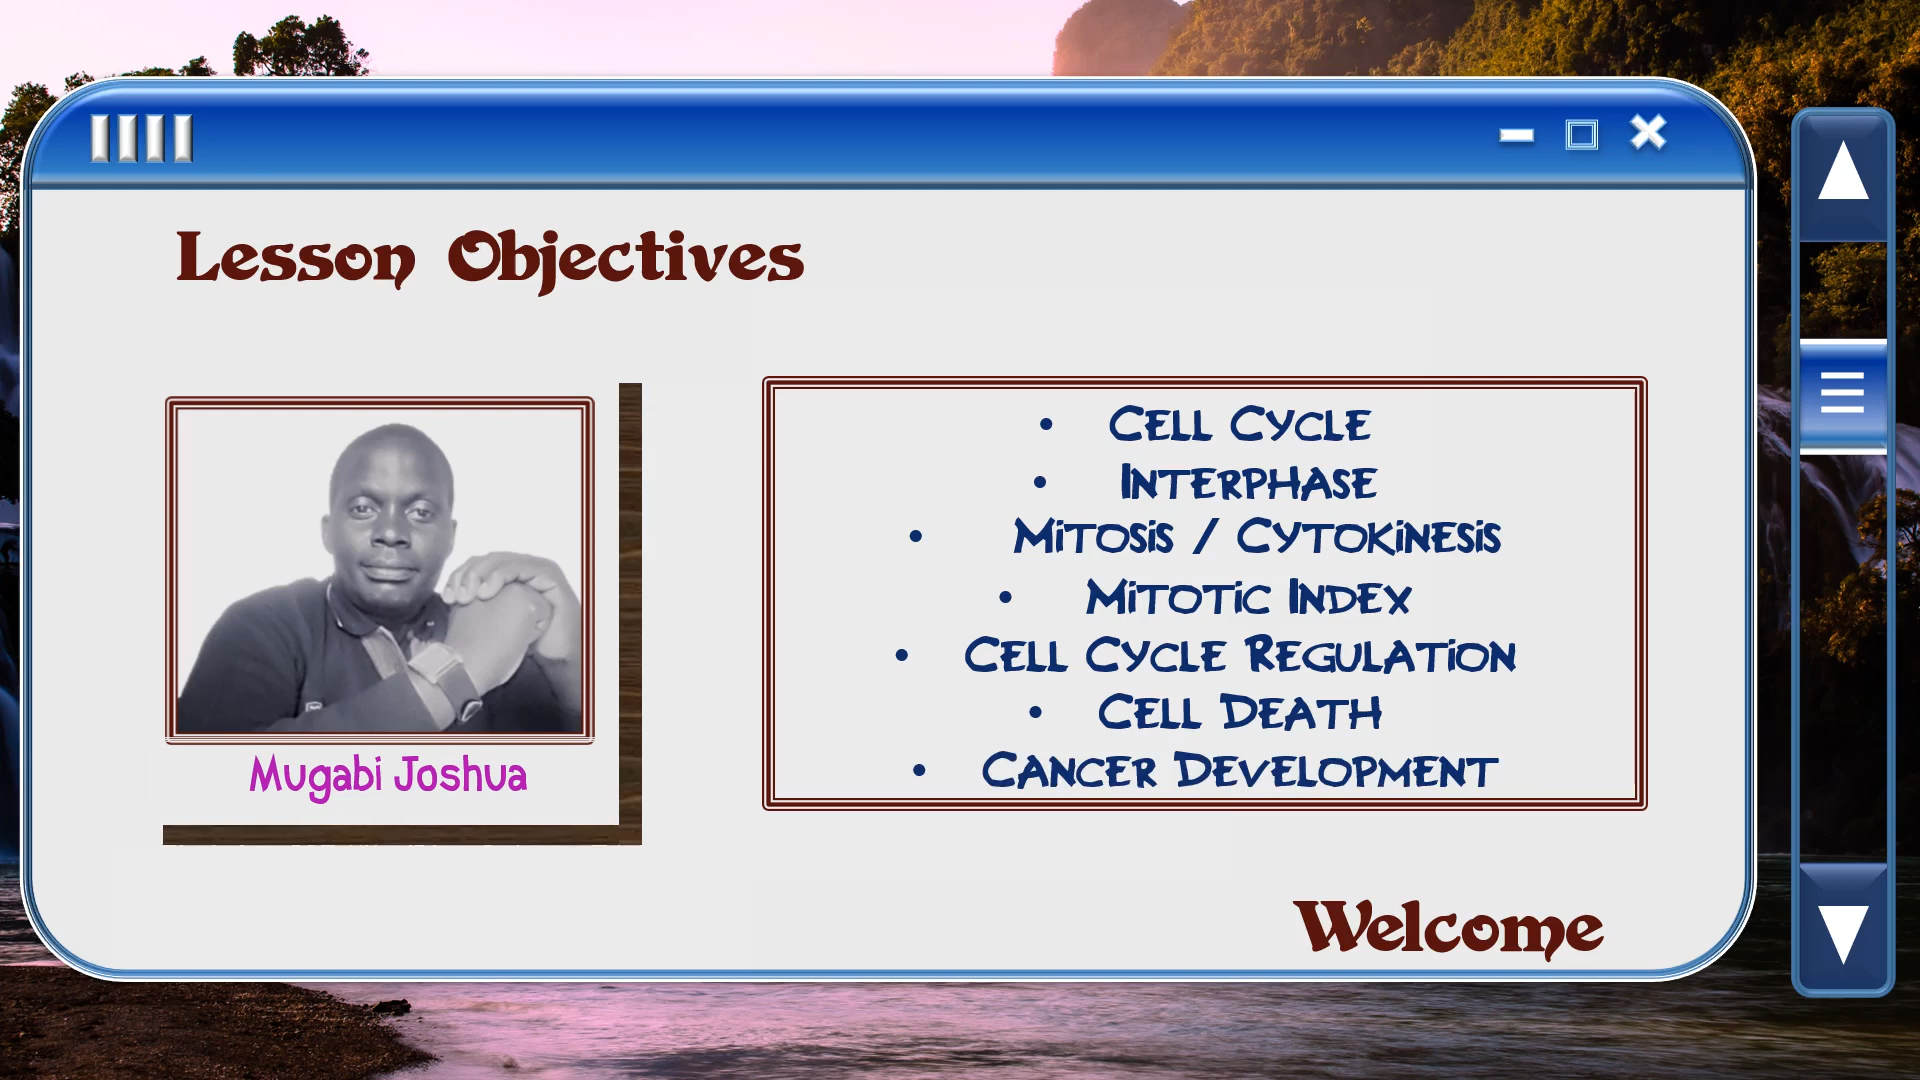 Lesson Objectives
• Cell Cycle
• Interphase
• Mitosis / Cytokinesis
• Mitotic Index
• Cell Cycle Regulation
• Cell Death
• Cancer Development
Mugabi Joshua
Welcome